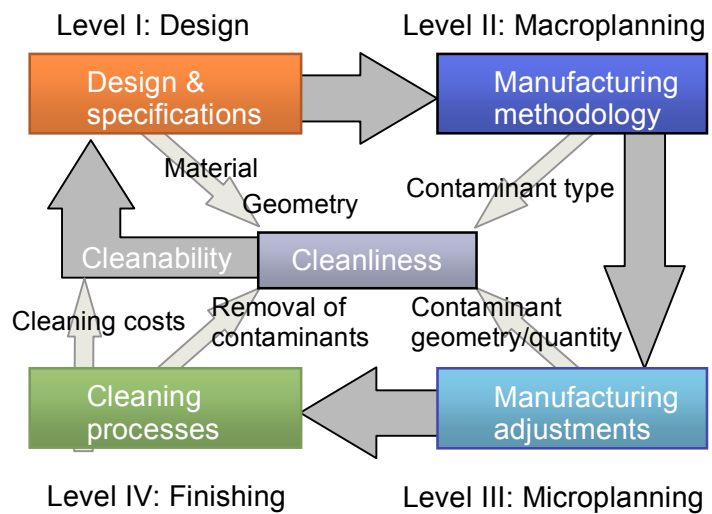 Level I: Design
Level II: Macroplanning
Design &
specifications
Manufacturing
methodology
Material
Geometry
Contaminant type
Cleanability
Cleanliness
Cleaning costs
Removal of
contaminants
Contaminant
geometry/quantity
Cleaning
processes
Manufacturing
adjustments
Level IV: Finishing
Level III: Microplanning